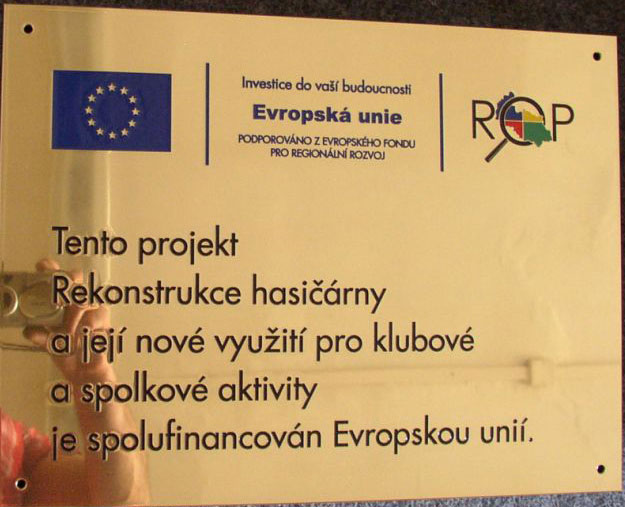 Investice do vaší budoucnosti
Evropská unie
PODPOROVÁNO Z EVROPSKÉHO FONDU
PRO REGIONÁLNÍ ROZVOJ
ROP
Tento projekt
Rekonstrukce hasičárny
a její nové využití pro klubové
a spolkové aktivity
je spolufinancován Evropskou unií.